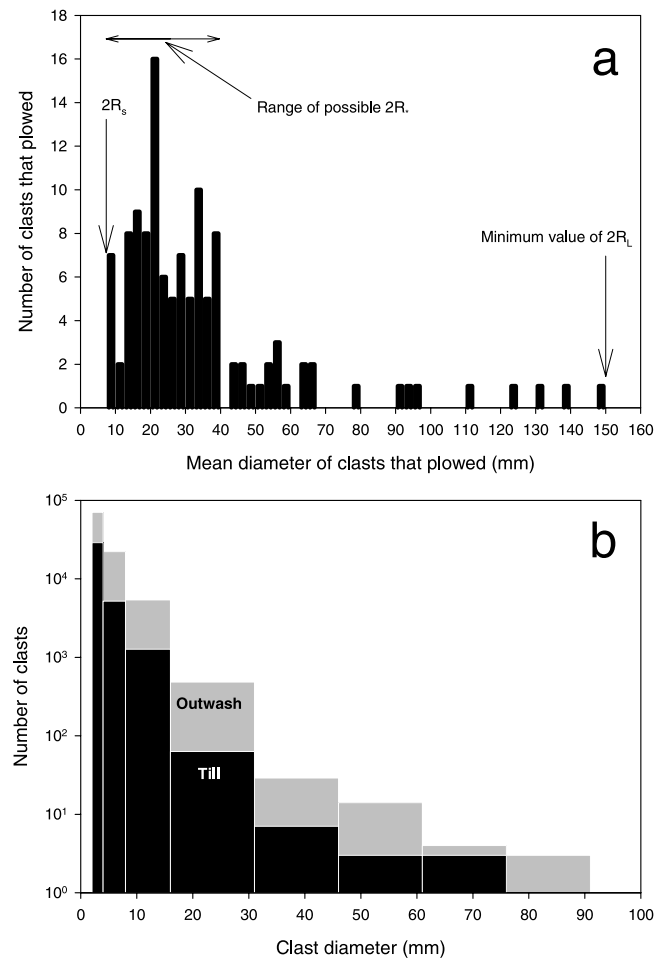 18
16
14
12
10
8
6
4
2
0
Number of clasts that plowed
a
2R_s
Range of possible 2R.
Minimum value of 2R_L
0 10 20 30 40 50 60 70 80 90 100 110 120 130 140 150 160
Mean diameter of clasts that plowed (mm)
10^5
10^4
10^3
10^2
10^1
10^0
Number of clasts
b
Outwash
Till
0 10 20 30 40 50 60 70 80 90 100
Clast diameter (mm)